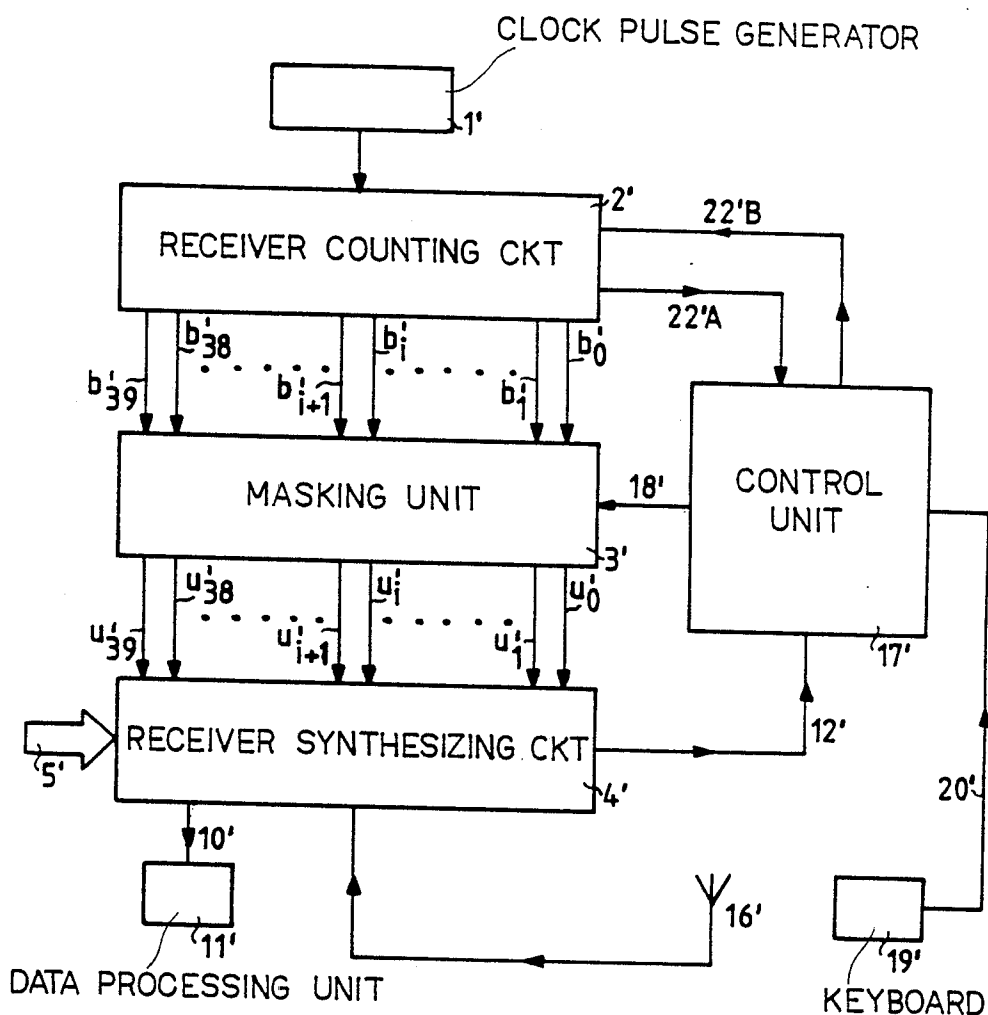 CLOCK PULSE GENERATOR
1'
2'
RECEIVER COUNTING CKT
22'B
22'A
b'39
b'38
b'i+1
b'i
b'1
b'0
MASKING UNIT
3'
18'
CONTROL
UNIT
17'
u'39
u'38
u'i+1
u'i
u'1
u'0
5'
RECEIVER SYNTHESIZING CKT
4'
12'
20'
10'
11'
16'
19'
DATA PROCESSING UNIT
KEYBOARD